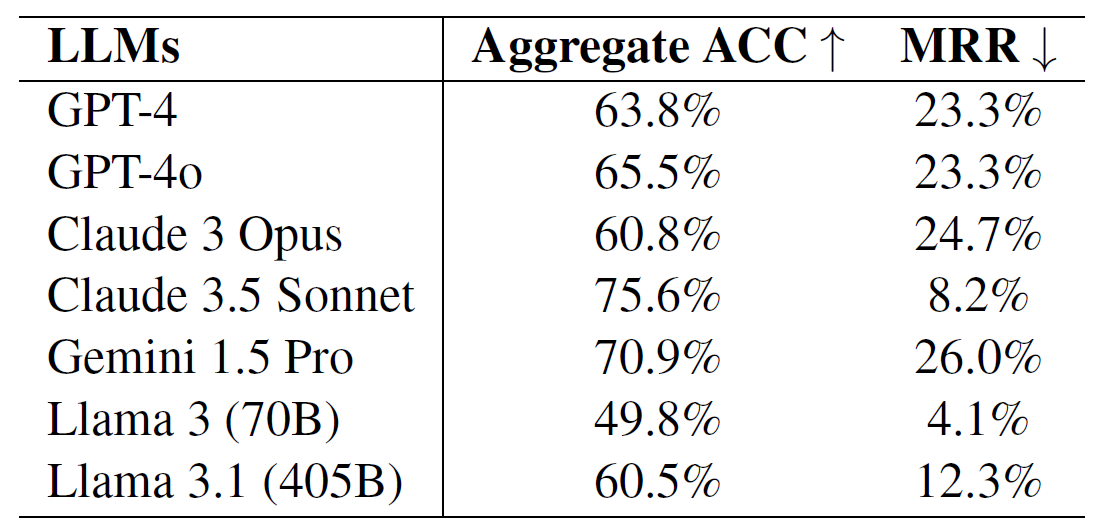 LLMs Aggregate ACC ↑ MRR ↓
GPT-4 63.8% 23.3%
GPT-4o 65.5% 23.3%
Claude 3 Opus 60.8% 24.7%
Claude 3.5 Sonnet 75.6% 8.2%
Gemini 1.5 Pro 70.9% 26.0%
Llama 3 (70B) 49.8% 4.1%
Llama 3.1 (405B) 60.5% 12.3%